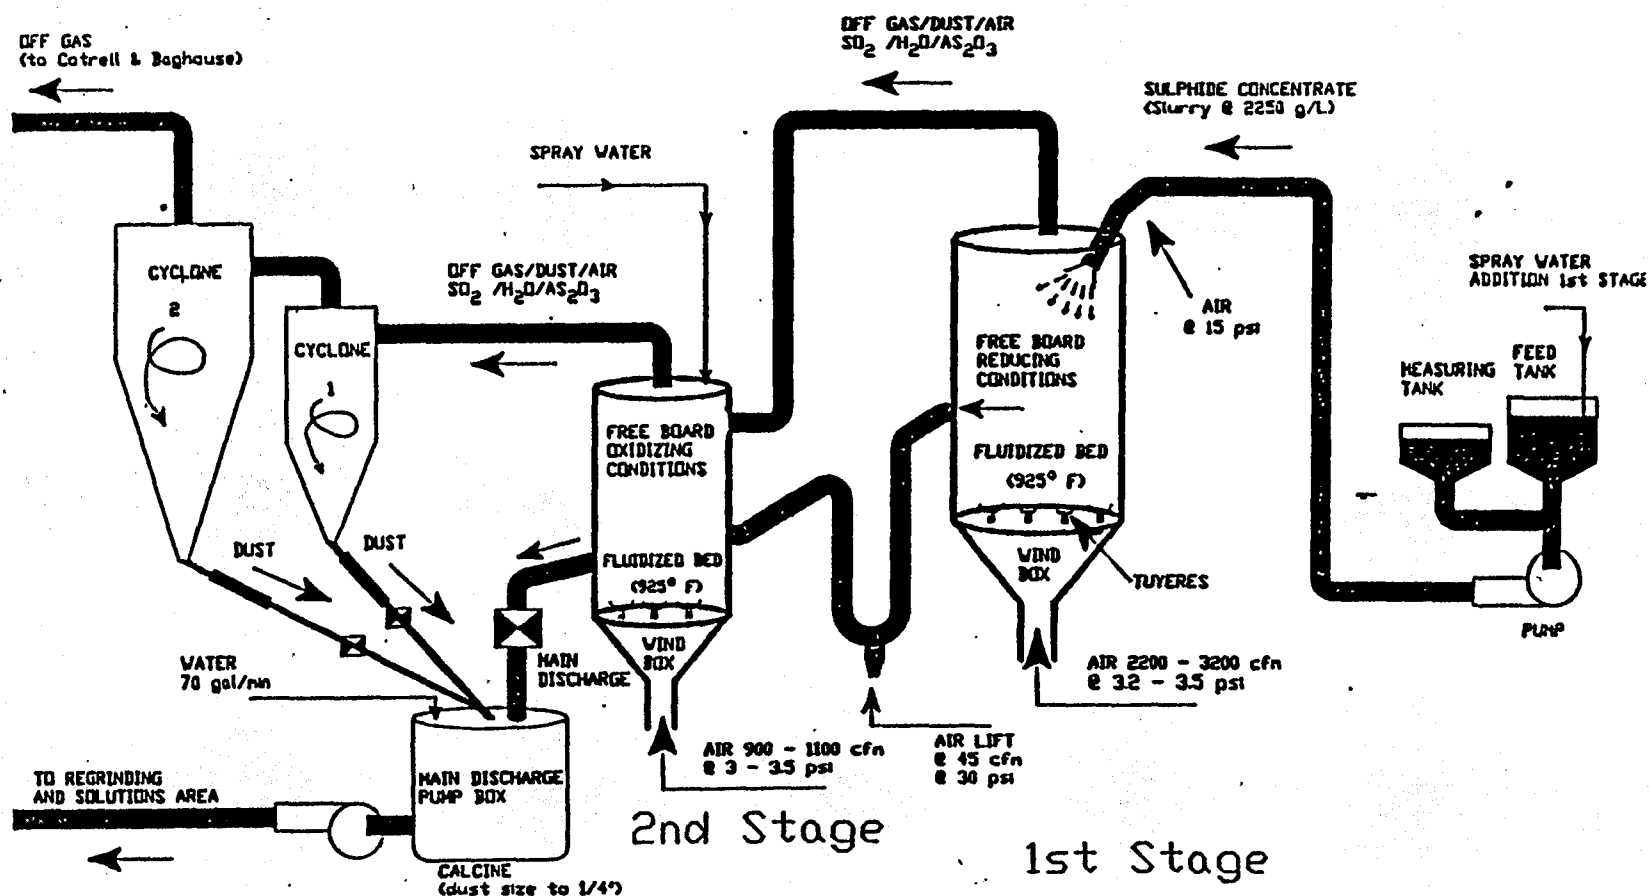 OFF GAS
(to Cotrell & Baghouse)
OFF GAS/DUST/AIR
SO2 /H2O/AS2O3
SULPHIDE CONCENTRATE
(Slurry @ 2250 g/L)
SPRAY WATER
CYCLONE
2
OFF GAS/DUST/AIR
SO2 /H2O/AS2O3
CYCLONE
1
AIR
@ 15 psi
SPRAY WATER
ADDITION 1st STAGE
MEASURING
TANK
FEED
TANK
FREE BOARD
REDUCING
CONDITIONS
FLUIDIZED BED
(925° F)
WIND
BOX
TUYERES
PUMP
FREE BOARD
OXIDIZING
CONDITIONS
FLUIDIZED BED
(925° F)
WIND
BOX
DUST
DUST
MAIN
DISCHARGE
WATER
70 gal/min
AIR 2200 - 3200 cfm
@ 3.2 - 3.5 psi
AIR 900 - 1100 cfm
@ 3 - 3.5 psi
AIR LIFT
@ 45 cfm
@ 30 psi
TO REGRINDING
AND SOLUTIONS AREA
MAIN DISCHARGE
PUMP BOX
CALCINE
(dust size to 1/4")
2nd Stage
1st Stage